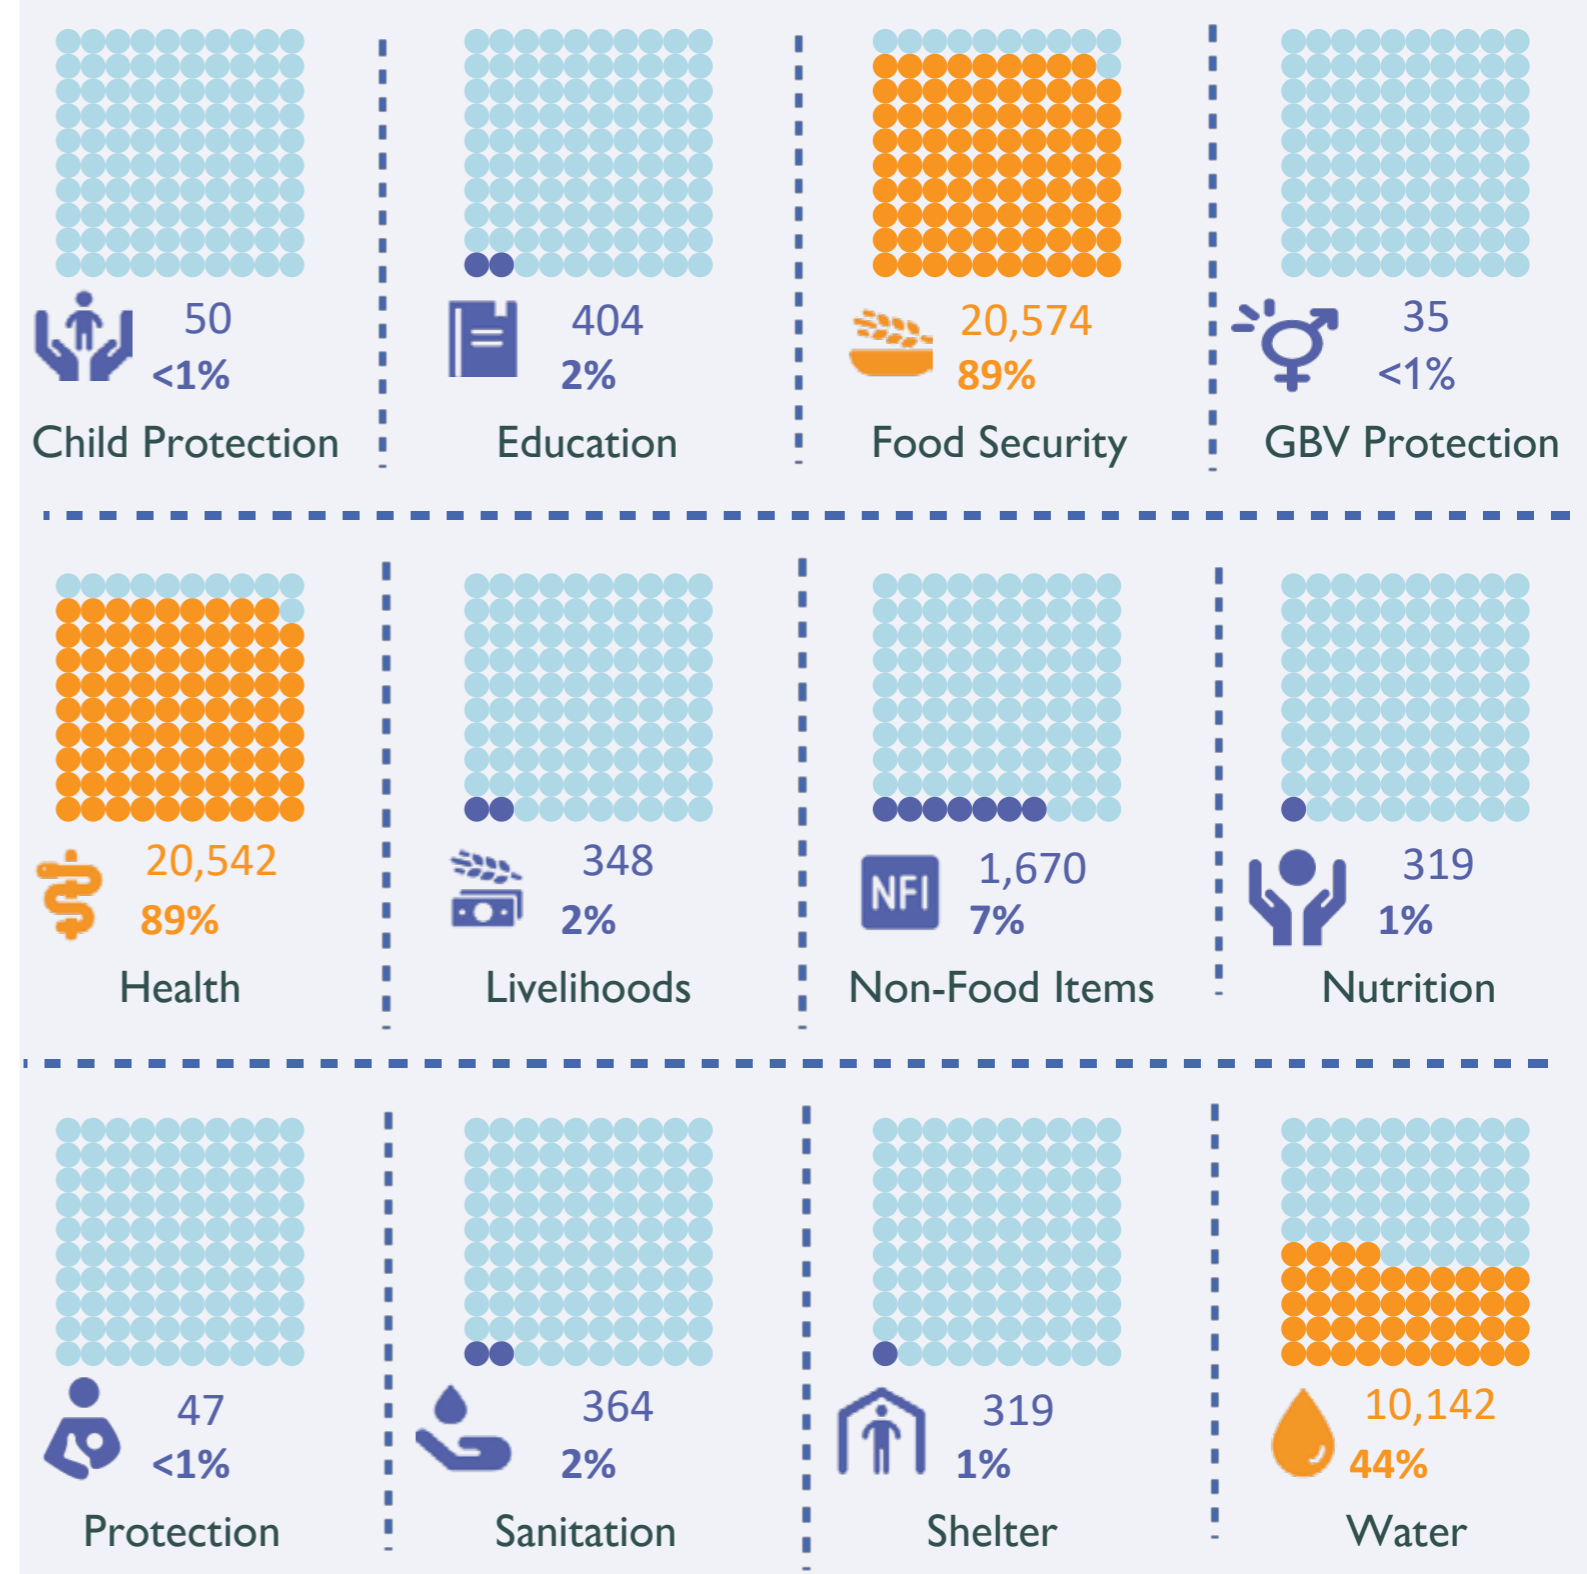 50
<1%
Child Protection
404
2%
Education
20,574
89%
Food Security
35
<1%
GBV Protection
20,542
89%
Health
348
2%
Livelihoods
NFI
1,670
7%
Non-Food Items
319
1%
Nutrition
47
<1%
Protection
364
2%
Sanitation
319
1%
Shelter
10,142
44%
Water